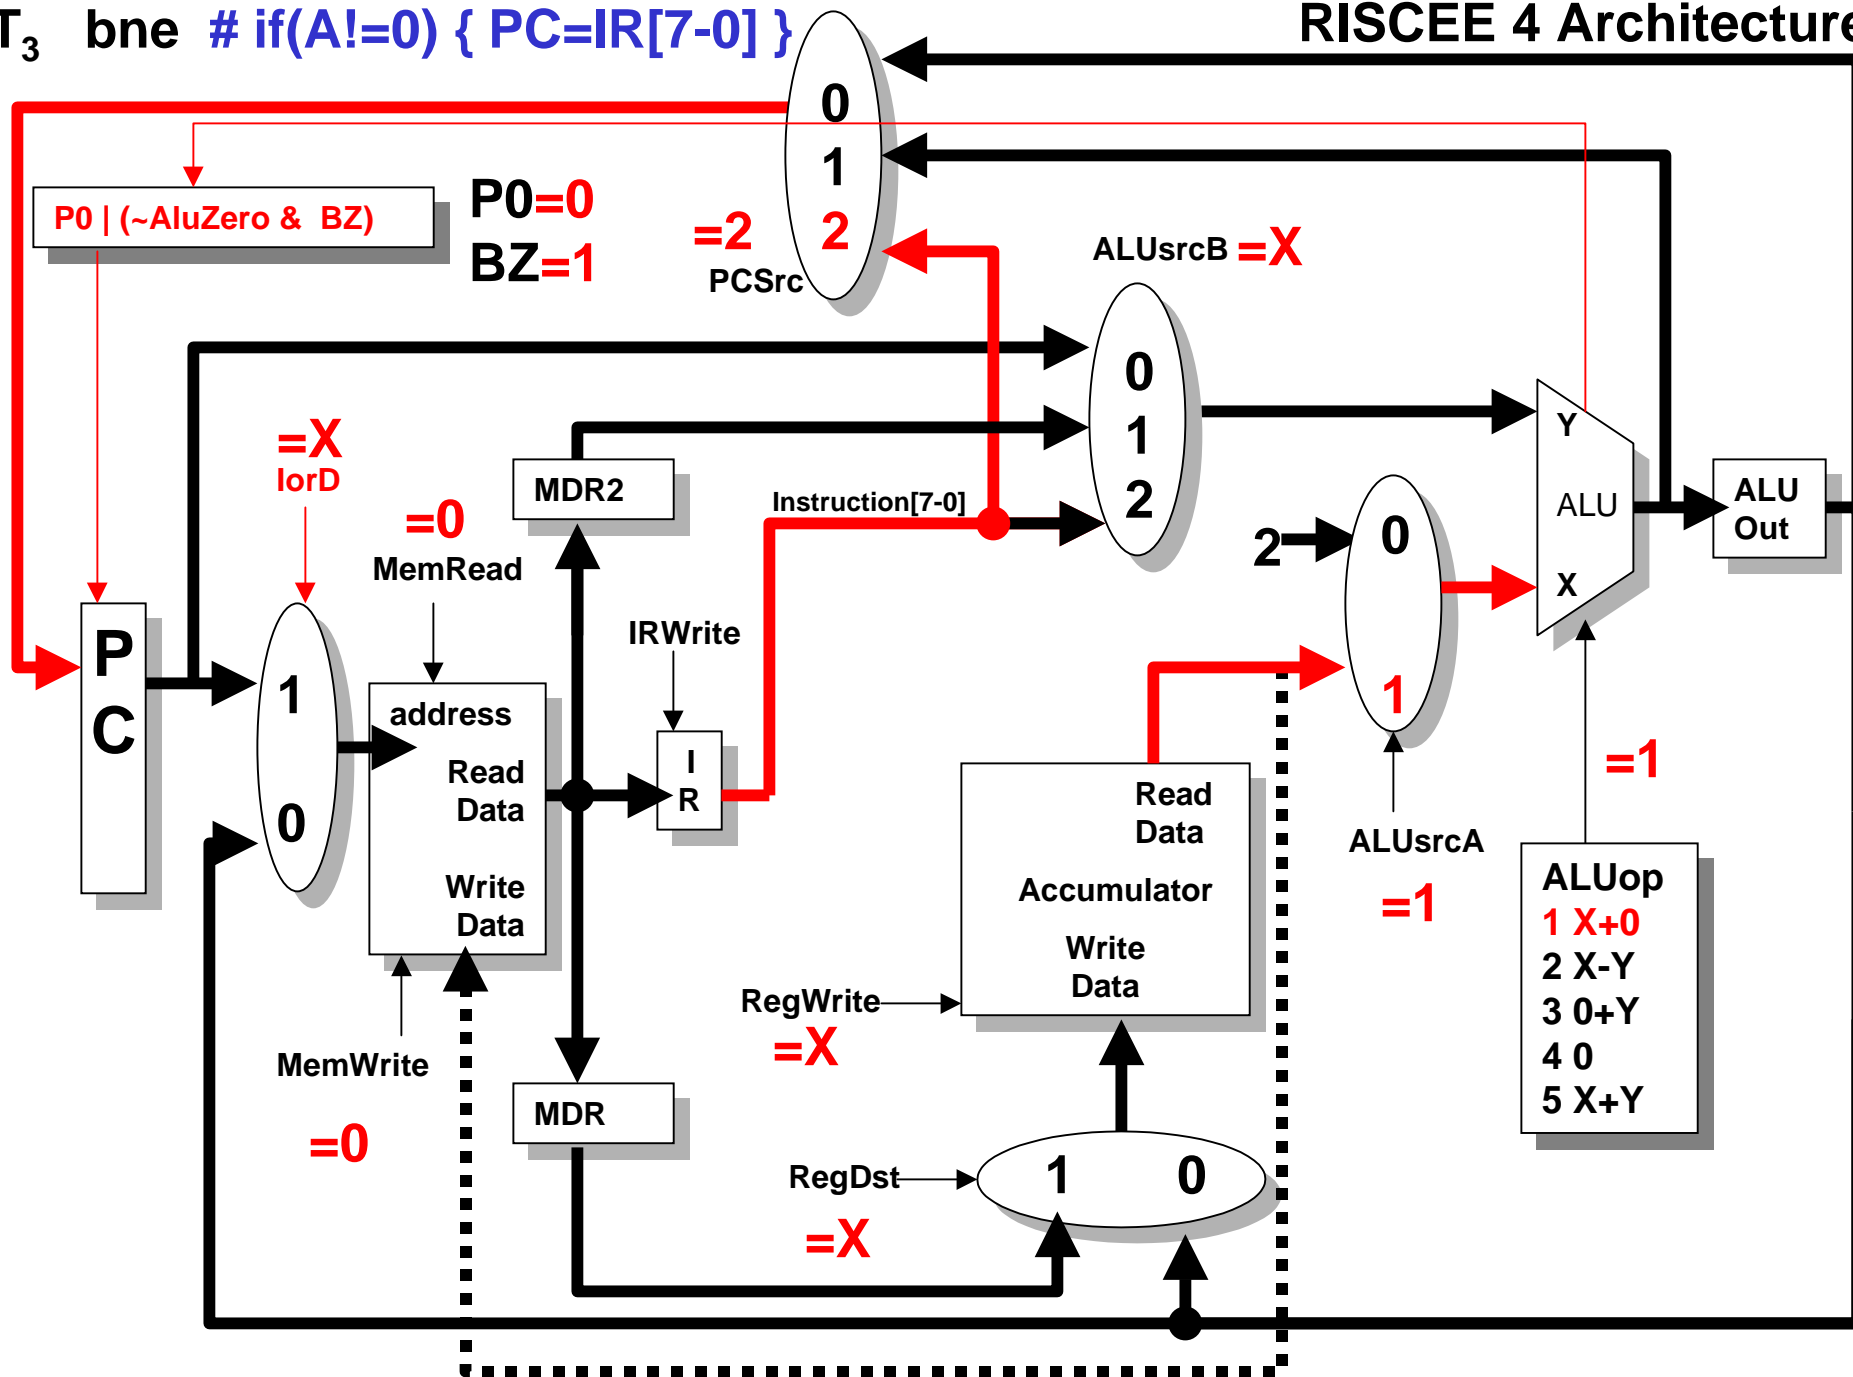 T3 bne # if(A!=0) { PC=IR[7-0] }
RISCEE 4 Architecture
0
1
2
P0 | (~AluZero & BZ)
P0=0
BZ=1
=2
PCSrc
ALUsrcB =X
0
1
2
=X
IorD
=0
MemRead
MDR2
Instruction[7-0]
IRWrite
2
0
1
Y
ALU
X
ALU
Out
P
C
1
0
address
Read
Data
Write
Data
I
R
Read
Data
Accumulator
Write
Data
ALUsrcA
=1
=1
ALUop
1 X+0
2 X-Y
3 0+Y
4 0
5 X+Y
RegWrite
=X
MemWrite
=0
MDR
RegDst
=X
1 0